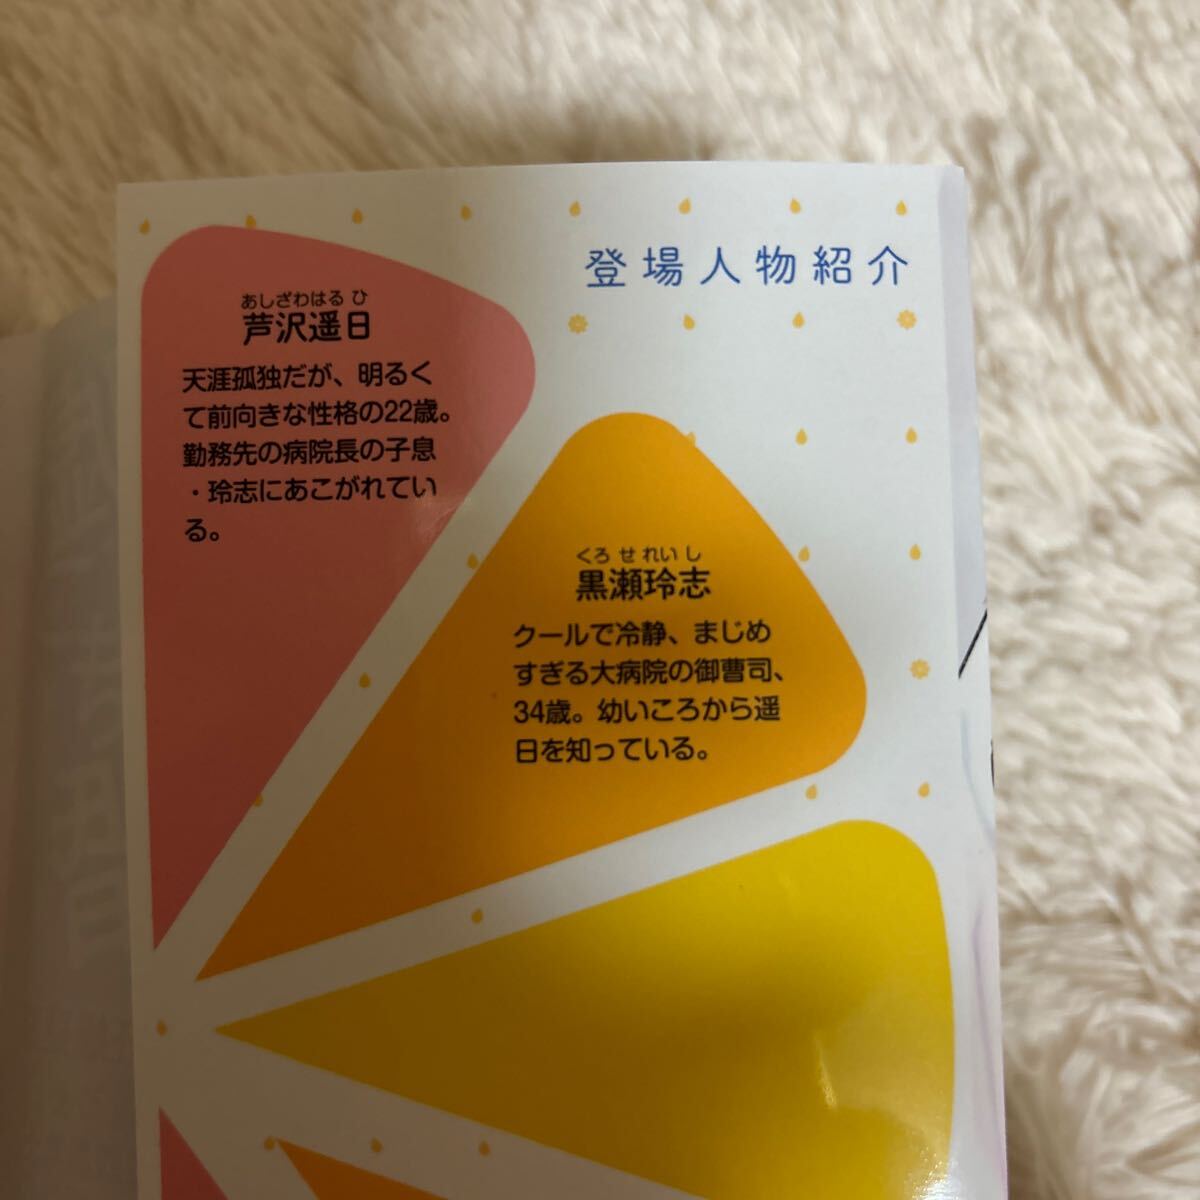 登場人物紹介
あしざわはるひ
芦沢遥日
天涯孤独だが、明るく
て前向きな性格の22歳。
勤務先の病院長の子息
・玲志にあこがれてい
る。
くろせれいし
黒瀬玲志
クールで冷静、まじめ
すぎる大病院の御曹司、
34歳。幼いころから遥
日を知っている。